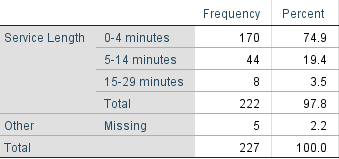 Frequency Percent
Service Length 0-4 minutes 170 74.9
5-14 minutes 44 19.4
15-29 minutes 8 3.5
Total 222 97.8
Other Missing 5 2.2
Total 227 100.0